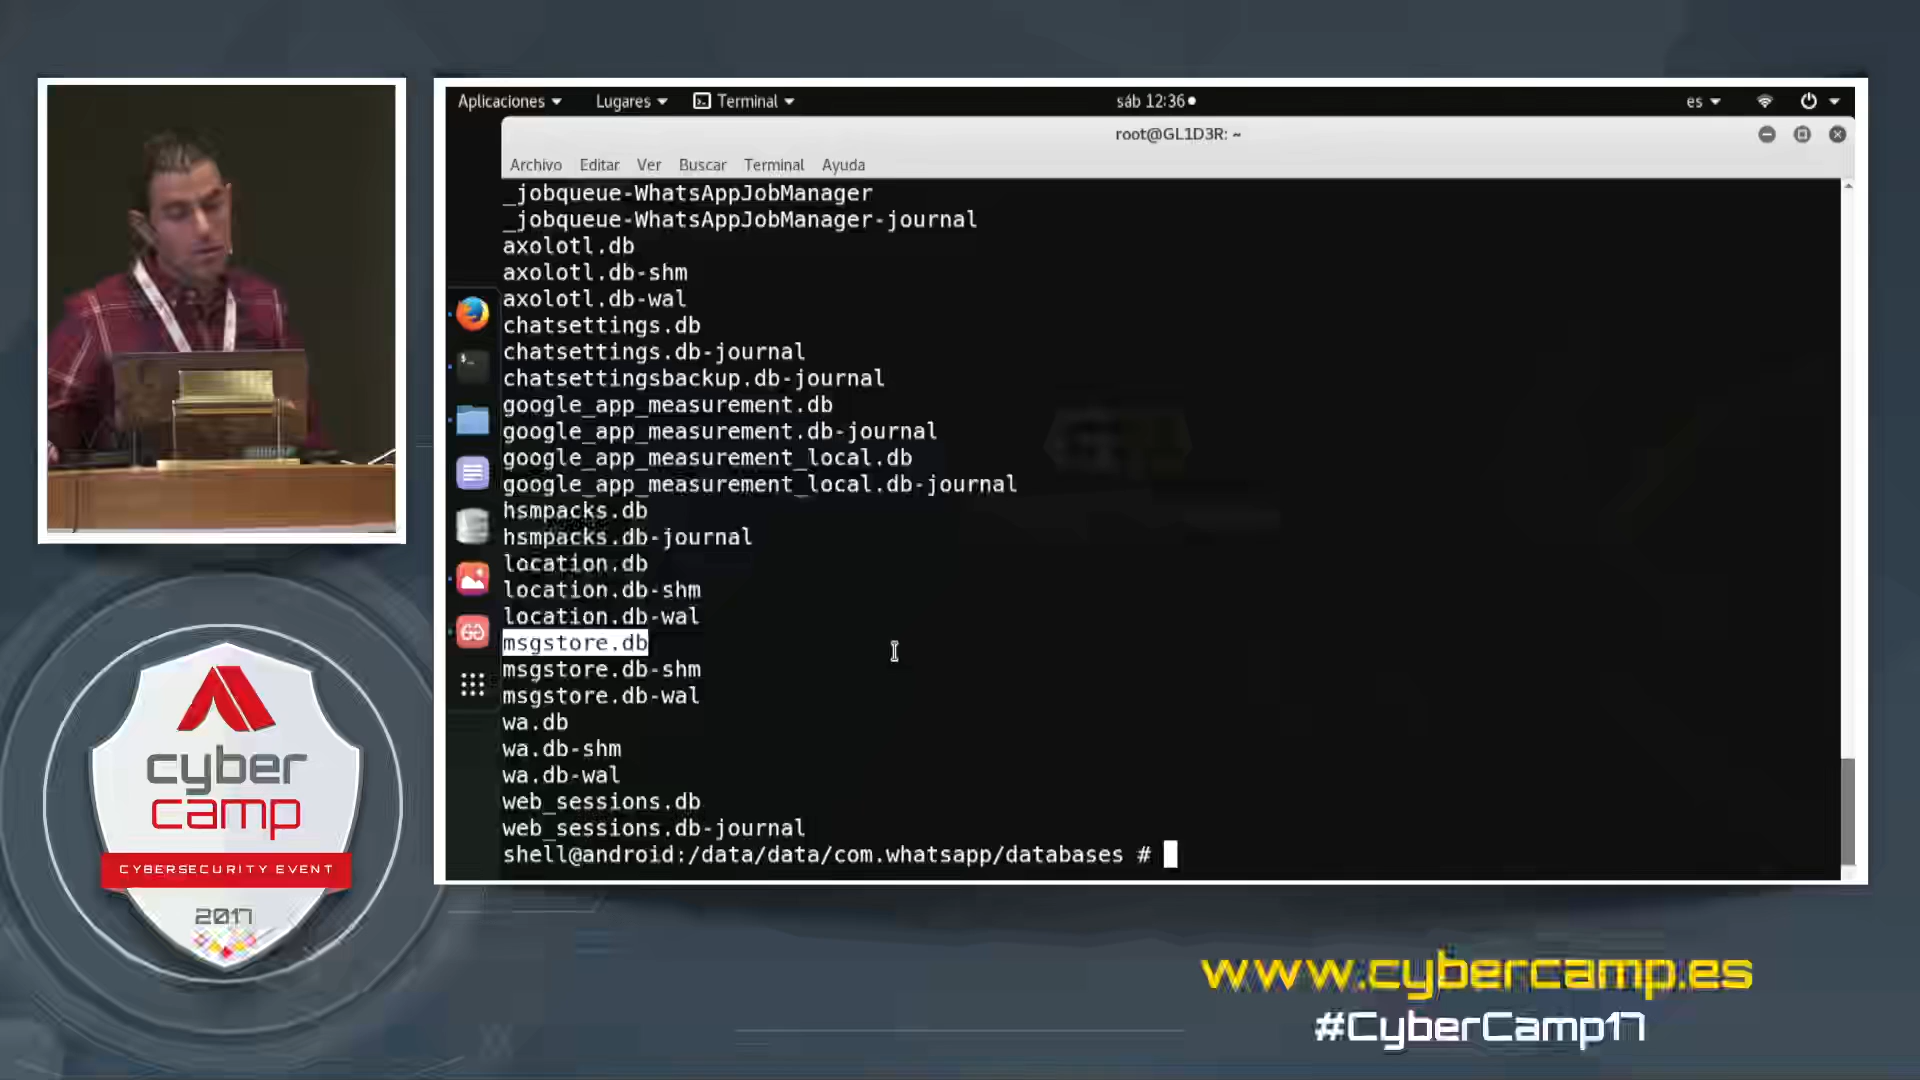 Aplicaciones Lugares Terminal sáb 12:36 es
root@GL1D3R: ~
Archivo Editar Ver Buscar Terminal Ayuda
_jobqueue-WhatsAppJobManager
_jobqueue-WhatsAppJobManager-journal
axolotl.db
axolotl.db-shm
axolotl.db-wal
chatsettings.db
chatsettings.db-journal
chatsettingsbackup.db-journal
google_app_measurement.db
google_app_measurement.db-journal
google_app_measurement_local.db
google_app_measurement_local.db-journal
hsmpacks.db
hsmpacks.db-journal
location.db
location.db-shm
location.db-wal
msgstore.db
msgstore.db-shm
msgstore.db-wal
wa.db
wa.db-shm
wa.db-wal
web_sessions.db
web_sessions.db-journal
shell@android:/data/data/com.whatsapp/databases #
cyber
camp
CYBERSECURITY EVENT
2017
www.cybercamp.es
#CyberCamp17